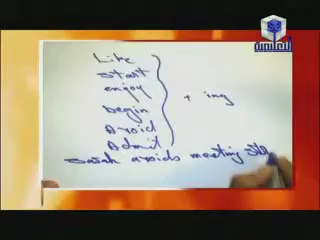 Like
start
enjoy
begin
Avoid
Admit
+ ing
Sarah avoids meeting